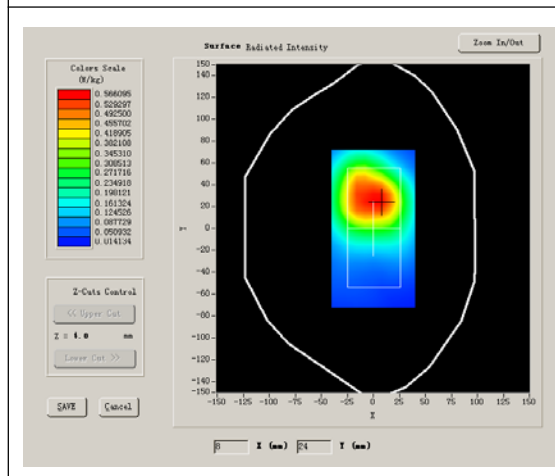 Surface Radiated Intensity
Zoom In/Out
Colors Scale
(W/kg)
0.566095
0.529297
0.492500
0.455702
0.418905
0.382108
0.345310
0.308513
0.271716
0.234918
0.198121
0.161324
0.124526
0.087729
0.050932
0.014134
Z-Cuts Control
<< Upper Cut
Z = 4.0 mm
Lower Cut >>
SAVE
Cancel
150
140
120
100
80
60
40
20
0
-20
-40
-60
-80
-100
-120
-140
-150
Y
-150 -125 -100 -75 -50 -25 0 25 50 75 100 125 150
X
8 X (mm) 24 Y (mm)